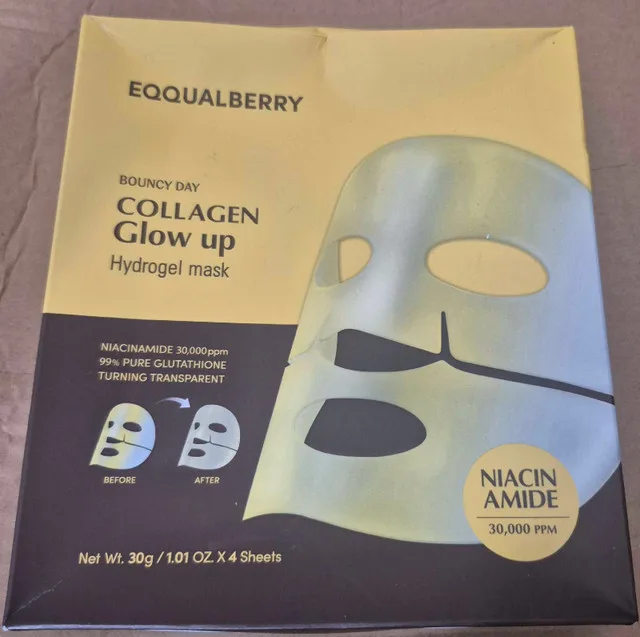 EQQUALBERRY
BOUNCY DAY
COLLAGEN
Glow up
Hydrogel mask
NIACINAMIDE 30,000ppm
99% PURE GLUTATHIONE
TURNING TRANSPARENT
BEFORE
AFTER
NIACIN
AMIDE
30,000 PPM
Net Wt. 30g / 1.01 OZ. X 4 Sheets